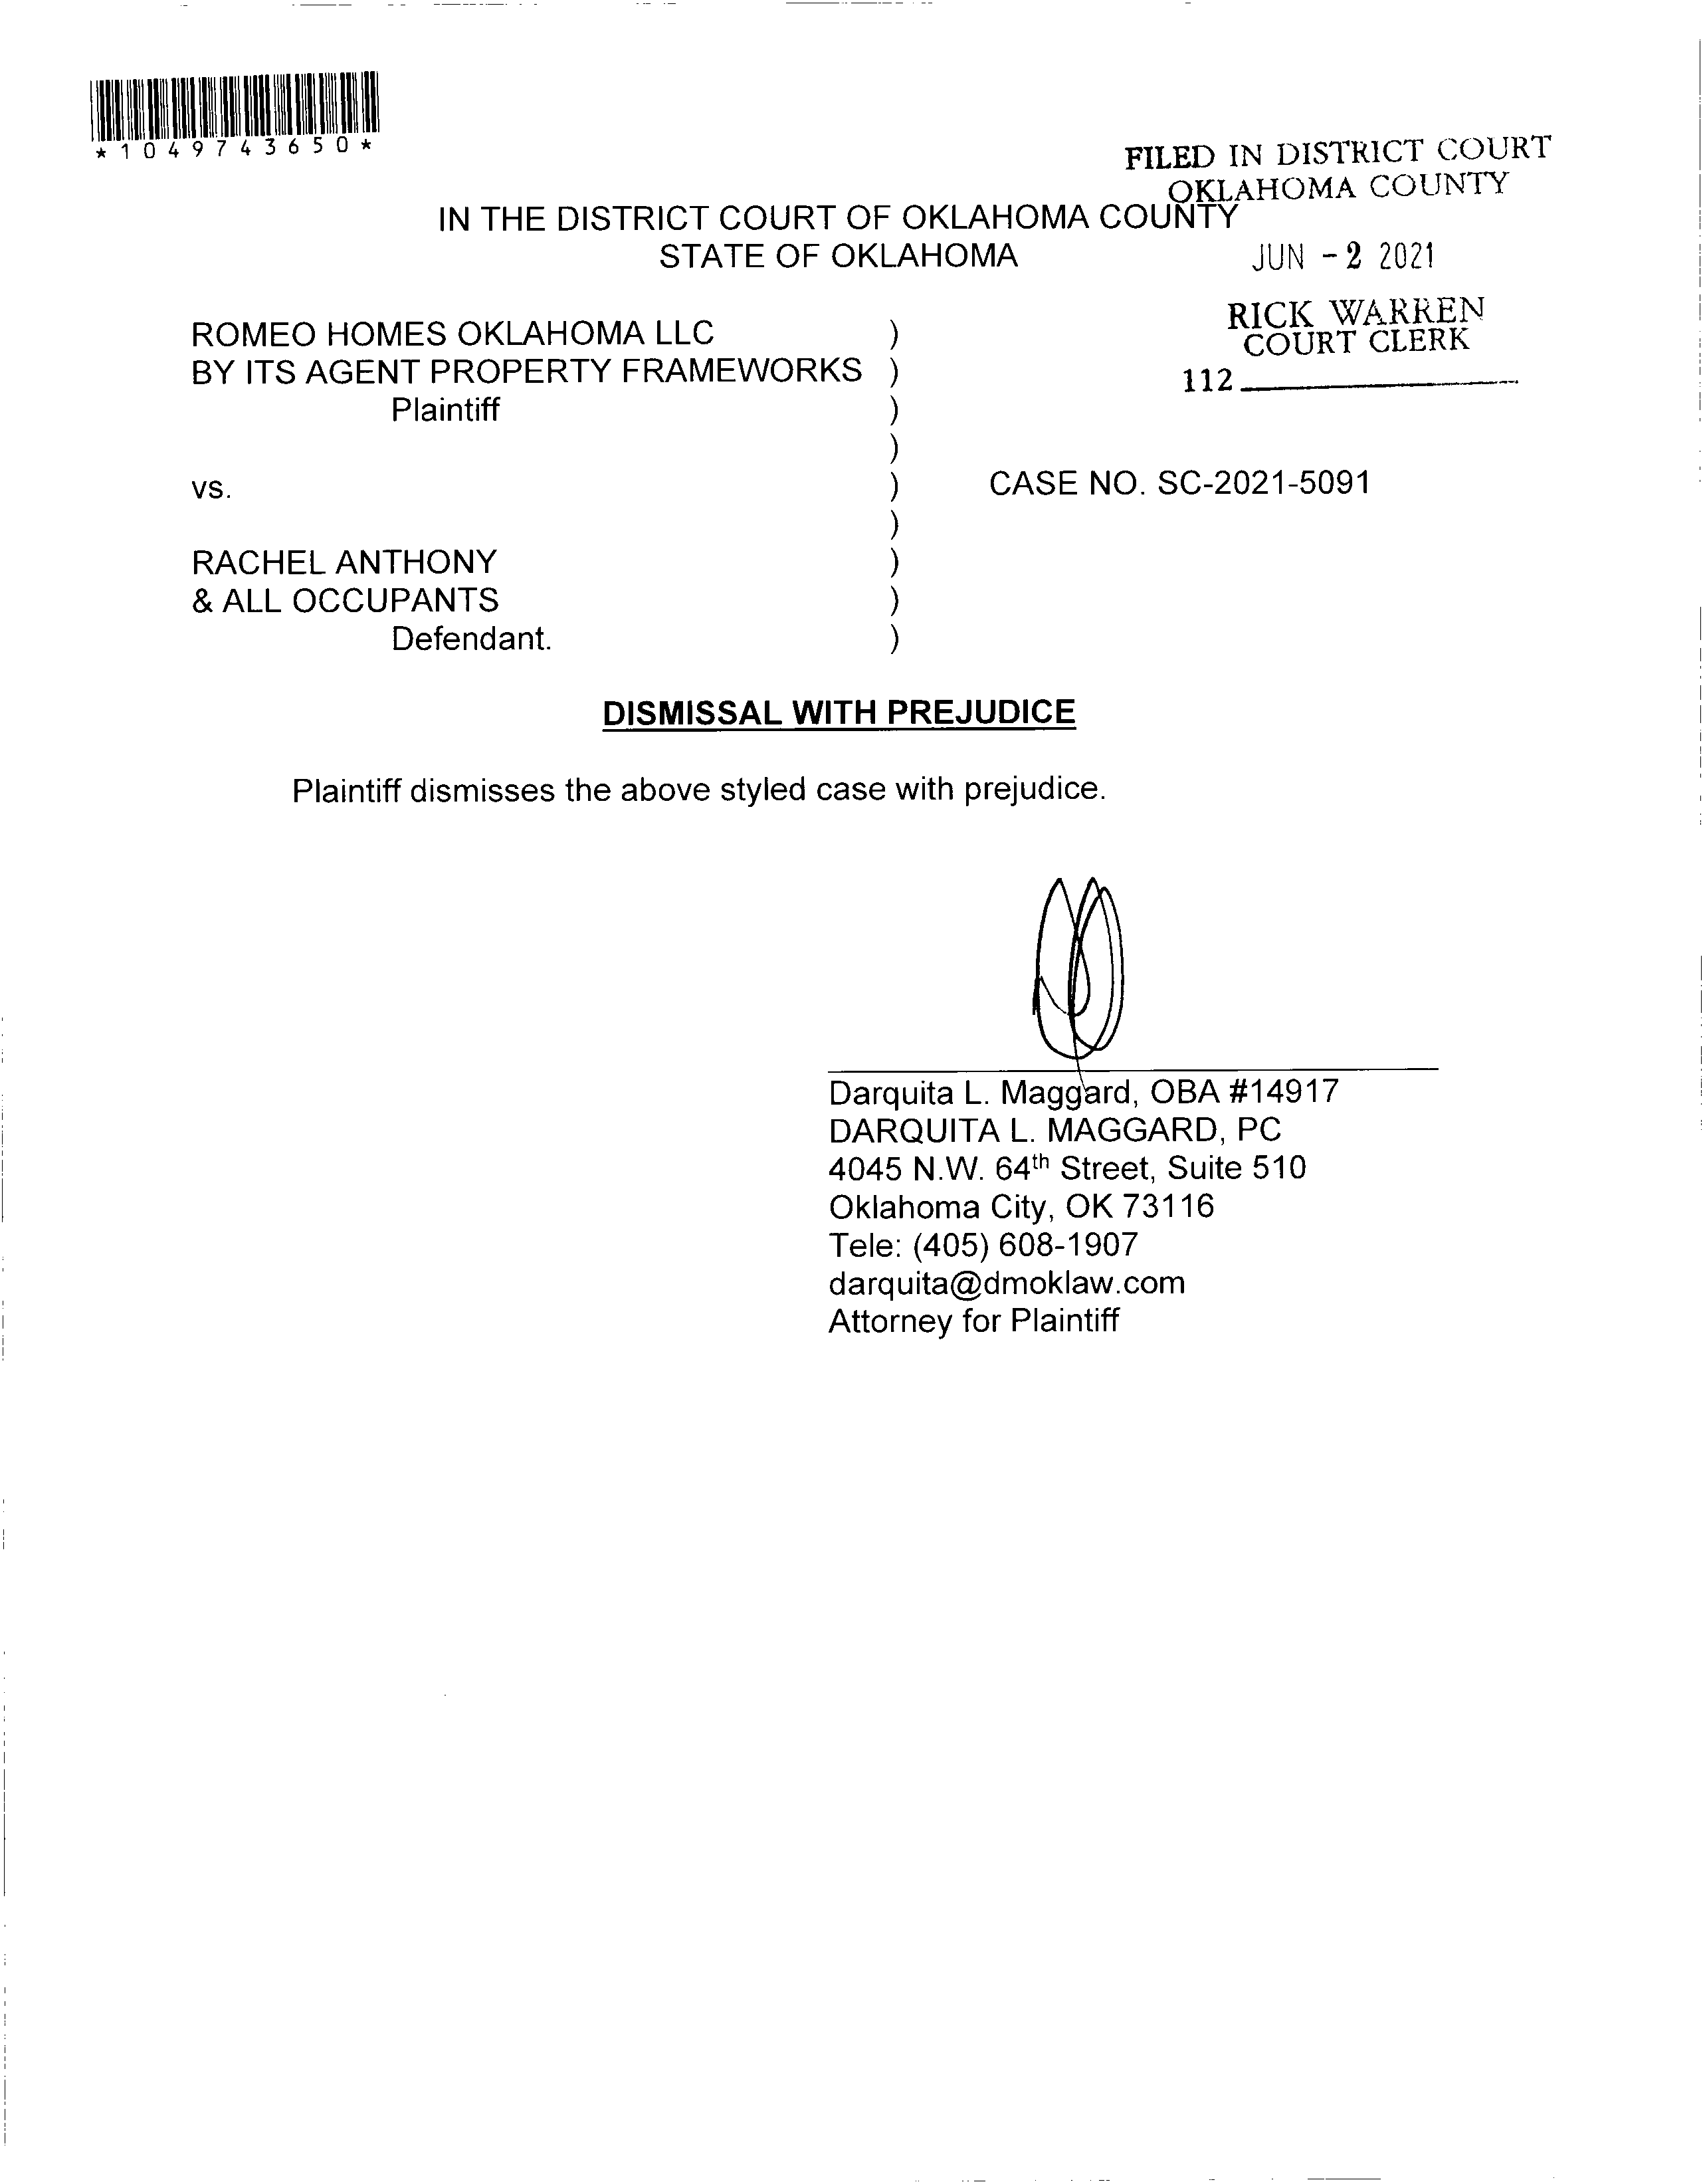 *1049743650*
FILED IN DISTRICT COURT
OKLAHOMA COUNTY
IN THE DISTRICT COURT OF OKLAHOMA COUNTY
STATE OF OKLAHOMA
JUN -2 2021
RICK WARREN
COURT CLERK
112
ROMEO HOMES OKLAHOMA LLC )
BY ITS AGENT PROPERTY FRAMEWORKS )
Plaintiff )
)
vs. ) CASE NO. SC-2021-5091
)
RACHEL ANTHONY )
& ALL OCCUPANTS )
Defendant. )
DISMISSAL WITH PREJUDICE
Plaintiff dismisses the above styled case with prejudice.
Darquita L. Maggard, OBA #14917
DARQUITA L. MAGGARD, PC
4045 N.W. 64th Street, Suite 510
Oklahoma City, OK 73116
Tele: (405) 608-1907
darquita@dmoklaw.com
Attorney for Plaintiff